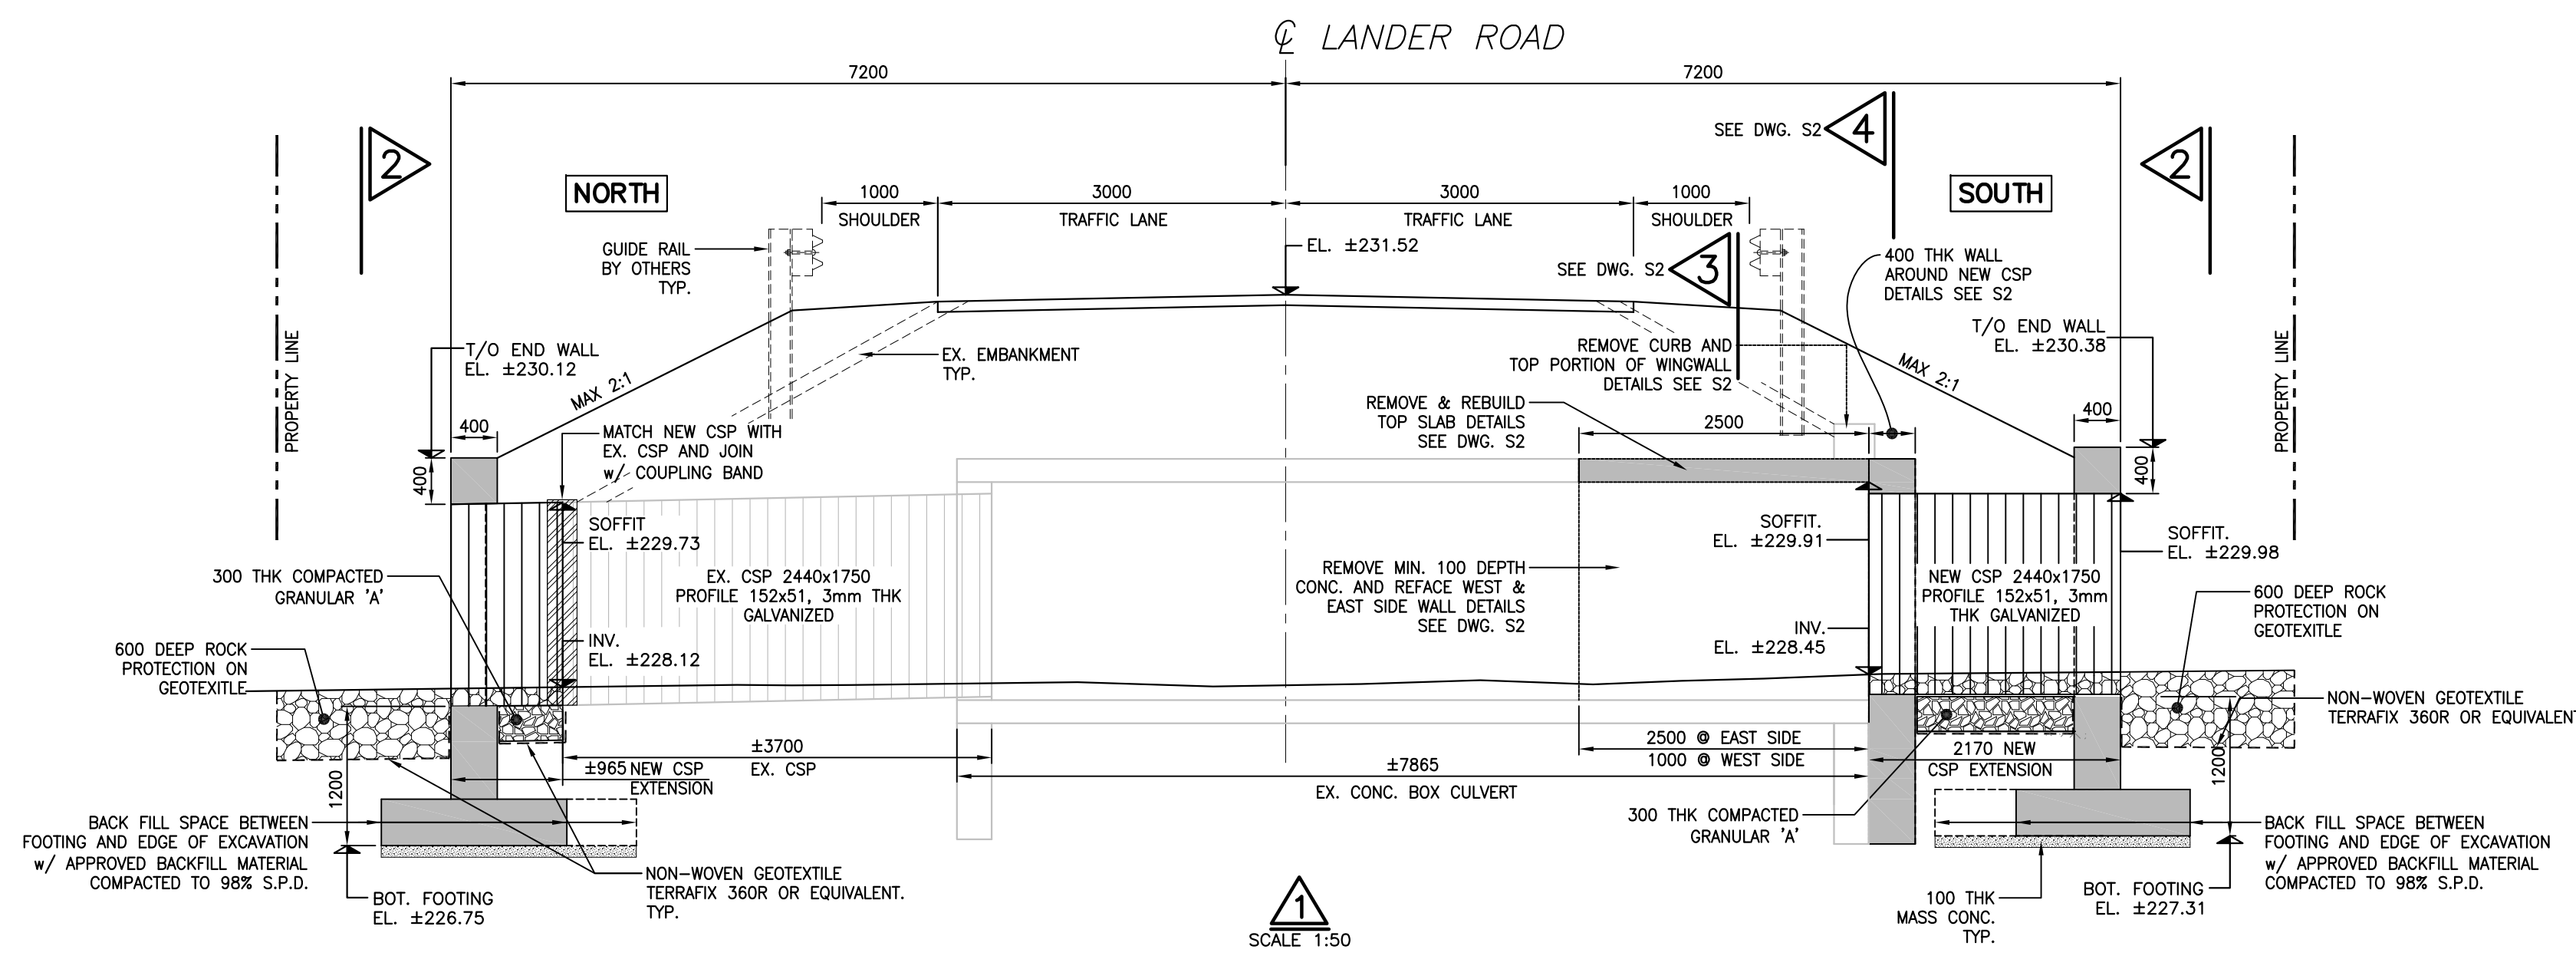 ℄ LANDER ROAD
7200
7200
2
NORTH
1000
3000
3000
1000
SHOULDER
TRAFFIC LANE
TRAFFIC LANE
SHOULDER
SEE DWG. S2
4
SOUTH
2
GUIDE RAIL
BY OTHERS
TYP.
EL. ±231.52
SEE DWG. S2
3
400 THK WALL
AROUND NEW CSP
DETAILS SEE S2
PROPERTY LINE
T/O END WALL
EL. ±230.12
MAX 2:1
EX. EMBANKMENT
TYP.
REMOVE CURB AND
TOP PORTION OF WINGWALL
DETAILS SEE S2
T/O END WALL
EL. ±230.38
MAX 2:1
PROPERTY LINE
400
400
MATCH NEW CSP WITH
EX. CSP AND JOIN
w/ COUPLING BAND
REMOVE & REBUILD
TOP SLAB DETAILS
SEE DWG. S2
2500
400
400
SOFFIT
EL. ±229.73
SOFFIT.
EL. ±229.91
SOFFIT.
EL. ±229.98
300 THK COMPACTED
GRANULAR 'A'
EX. CSP 2440x1750
PROFILE 152x51, 3mm THK
GALVANIZED
REMOVE MIN. 100 DEPTH
CONC. AND REFACE WEST &
EAST SIDE WALL DETAILS
SEE DWG. S2
NEW CSP 2440x1750
PROFILE 152x51, 3mm
THK GALVANIZED
600 DEEP ROCK
PROTECTION ON
GEOTEXITLE
600 DEEP ROCK
PROTECTION ON
GEOTEXITLE
INV.
EL. ±228.12
INV.
EL. ±228.45
NON-WOVEN GEOTEXTILE
TERRAFIX 360R OR EQUIVALENT
1200
±965 NEW CSP
EXTENSION
±3700
EX. CSP
±7865
EX. CONC. BOX CULVERT
2500 @ EAST SIDE
1000 @ WEST SIDE
2170 NEW
CSP EXTENSION
1200
300 THK COMPACTED
GRANULAR 'A'
BACK FILL SPACE BETWEEN
FOOTING AND EDGE OF EXCAVATION
w/ APPROVED BACKFILL MATERIAL
COMPACTED TO 98% S.P.D.
BACK FILL SPACE BETWEEN
FOOTING AND EDGE OF EXCAVATION
w/ APPROVED BACKFILL MATERIAL
COMPACTED TO 98% S.P.D.
BOT. FOOTING
EL. ±226.75
NON-WOVEN GEOTEXTILE
TERRAFIX 360R OR EQUIVALENT.
TYP.
1
SCALE 1:50
100 THK
MASS CONC.
TYP.
BOT. FOOTING
EL. ±227.31